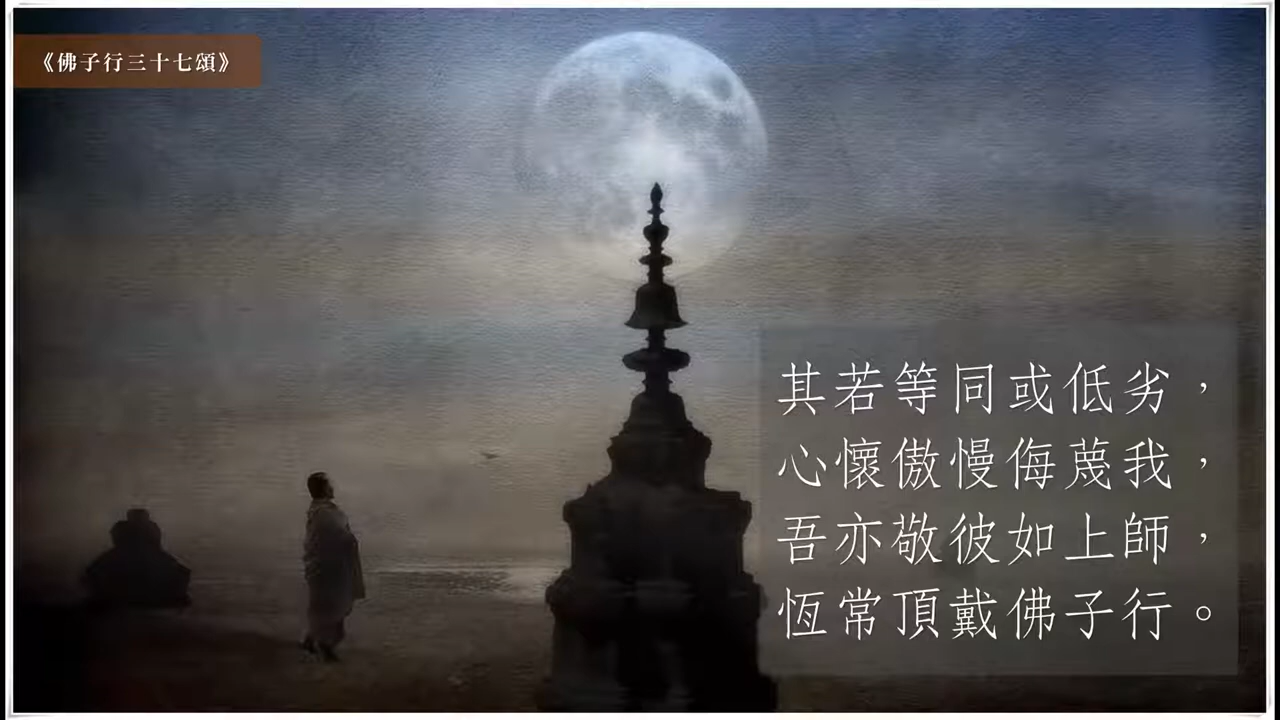 《佛子行三十七頌》
其若等同或低劣，
心懷傲慢侮蔑我，
吾亦敬彼如上師，
恆常頂戴佛子行。